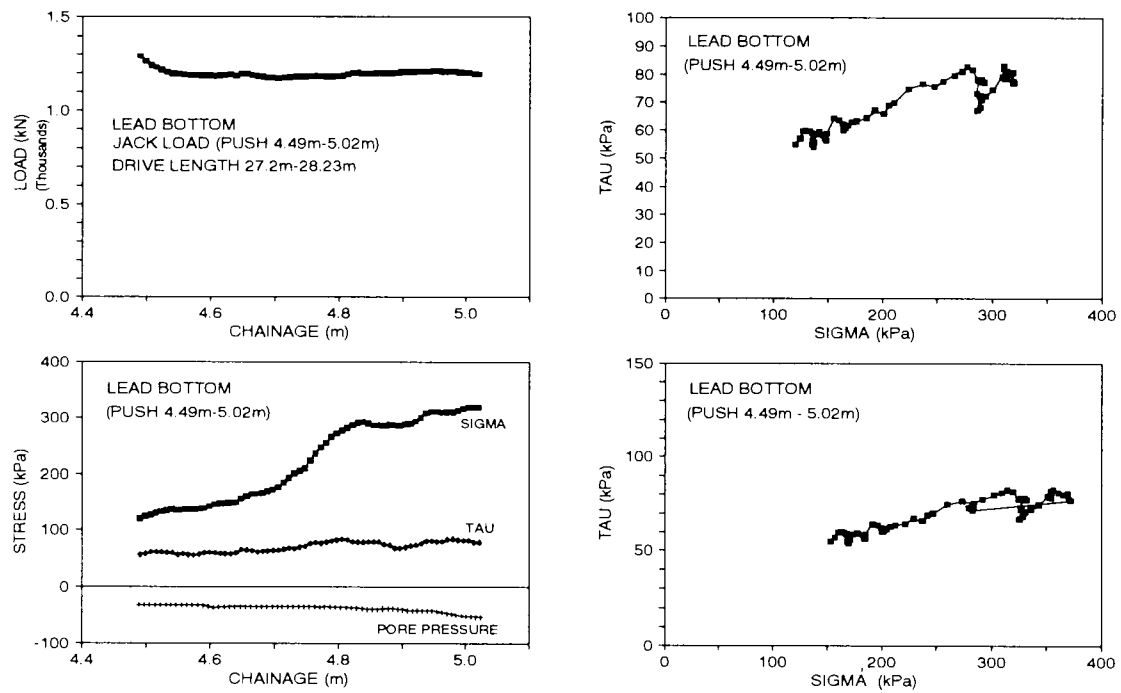 1.5
1.0
0.5
0.0
LOAD (kN)
(Thousands)
LEAD BOTTOM
JACK LOAD (PUSH 4.49m-5.02m)
DRIVE LENGTH 27.2m-28.23m
4.4
4.6
4.8
5.0
CHAINAGE (m)
100
90
80
70
60
50
40
30
20
10
0
TAU (kPa)
LEAD BOTTOM
(PUSH 4.49m-5.02m)
0
100
200
300
400
SIGMA (kPa)
400
300
200
100
0
-100
STRESS (kPa)
LEAD BOTTOM
(PUSH 4.49m-5.02m)
SIGMA
TAU
PORE PRESSURE
4.4
4.6
4.8
5.0
CHAINAGE (m)
150
100
50
0
TAU (kPa)
LEAD BOTTOM
(PUSH 4.49m - 5.02m)
0
100
200
300
400
SIGMA' (kPa)